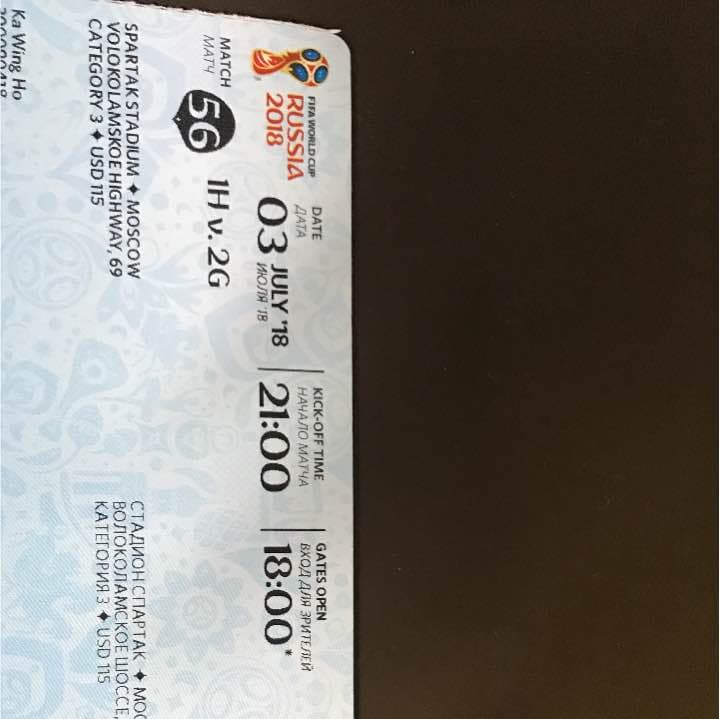 FIFA WORLD CUP
RUSSIA
2018
DATE
ДАТА
03 JULY '18
ИЮЛЯ '18
KICK-OFF TIME
НАЧАЛО МАТЧА
21:00
GATES OPEN
ВХОД ДЛЯ ЗРИТЕЛЕЙ
18:00*
MATCH
МАТЧ
56
1H v. 2G
SPARTAK STADIUM ✦ MOSCOW
VOLOKOLAMSKOE HIGHWAY, 69
CATEGORY 3 ✦ USD 115
СТАДИОН СПАРТАК ✦ МОС
ВОЛОКОЛАМСКОЕ ШОССЕ,
КАТЕГОРИЯ 3 ✦ USD 115
Ka Wing Ho